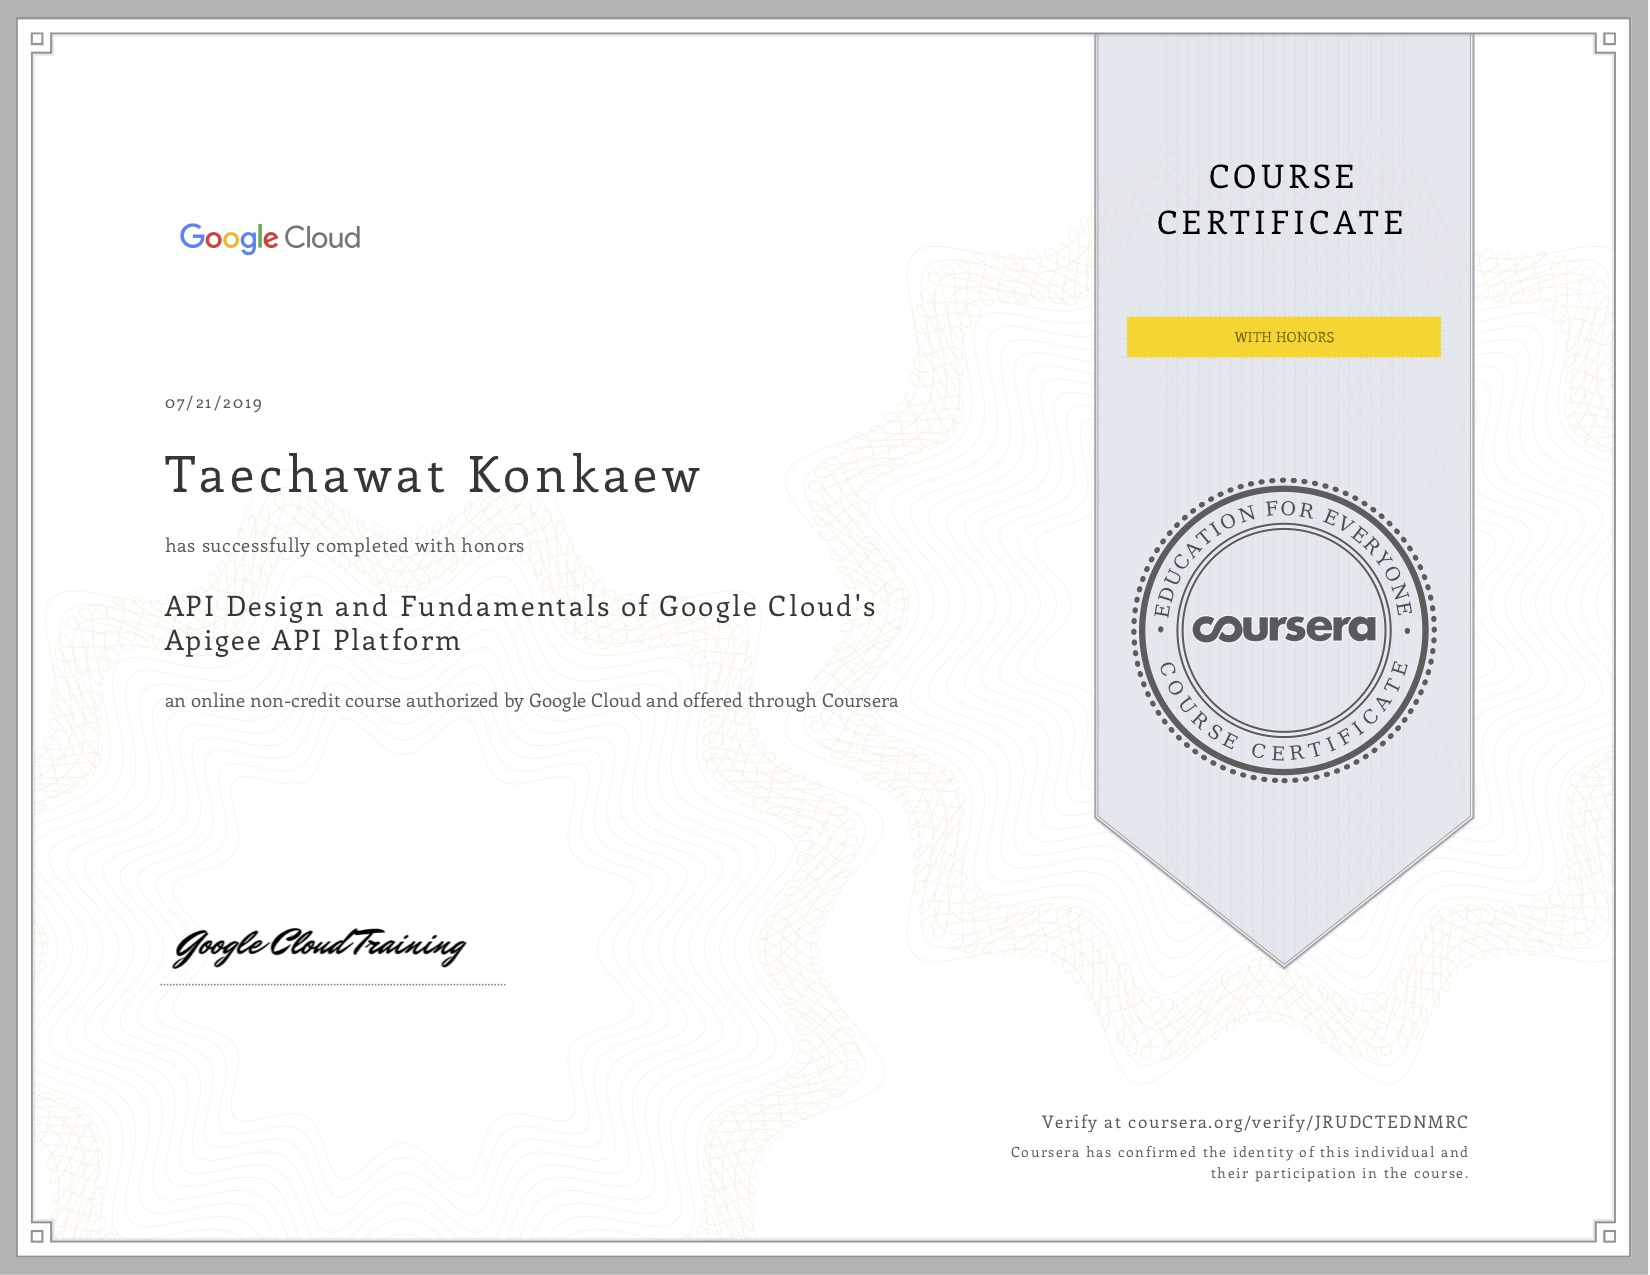 Google Cloud
COURSE
CERTIFICATE
WITH HONORS
07/21/2019
Taechawat Konkaew
has successfully completed with honors
API Design and Fundamentals of Google Cloud's
Apigee API Platform
an online non-credit course authorized by Google Cloud and offered through Coursera
EDUCATION FOR EVERYONE
coursera
COURSE CERTIFICATE
Google Cloud Training
Verify at coursera.org/verify/JRUDCTEDNMRC
Coursera has confirmed the identity of this individual and
their participation in the course.